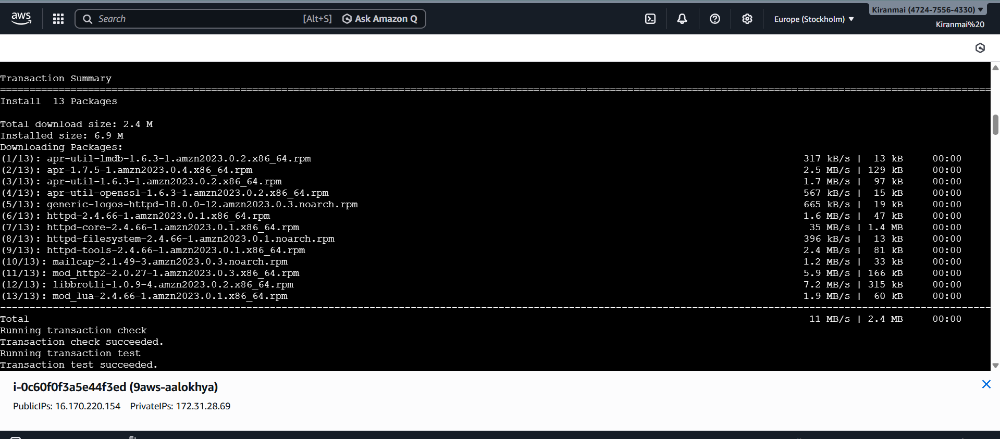 aws
Search [Alt+S] Ask Amazon Q
Europe (Stockholm) ▼
Kiranmai (4724-7556-4330) ▼
Kiranmai%20
Transaction Summary
================================================================================
Install  13 Packages
Total download size: 2.4 M
Installed size: 6.9 M
Downloading Packages:
(1/13): apr-util-lmdb-1.6.3-1.amzn2023.0.2.x86_64.rpm 317 kB/s | 13 kB 00:00
(2/13): apr-1.7.5-1.amzn2023.0.4.x86_64.rpm 2.5 MB/s | 129 kB 00:00
(3/13): apr-util-1.6.3-1.amzn2023.0.2.x86_64.rpm 1.7 MB/s | 97 kB 00:00
(4/13): apr-util-openssl-1.6.3-1.amzn2023.0.2.x86_64.rpm 567 kB/s | 15 kB 00:00
(5/13): generic-logos-httpd-18.0.0-12.amzn2023.0.3.noarch.rpm 665 kB/s | 19 kB 00:00
(6/13): httpd-2.4.66-1.amzn2023.0.1.x86_64.rpm 1.6 MB/s | 47 kB 00:00
(7/13): httpd-core-2.4.66-1.amzn2023.0.1.x86_64.rpm 35 MB/s | 1.4 MB 00:00
(8/13): httpd-filesystem-2.4.66-1.amzn2023.0.1.noarch.rpm 396 kB/s | 13 kB 00:00
(9/13): httpd-tools-2.4.66-1.amzn2023.0.1.x86_64.rpm 2.4 MB/s | 81 kB 00:00
(10/13): mailcap-2.1.49-3.amzn2023.0.3.noarch.rpm 1.2 MB/s | 33 kB 00:00
(11/13): mod_http2-2.0.27-1.amzn2023.0.3.x86_64.rpm 5.9 MB/s | 166 kB 00:00
(12/13): libbrotli-1.0.9-4.amzn2023.0.2.x86_64.rpm 7.2 MB/s | 315 kB 00:00
(13/13): mod_lua-2.4.66-1.amzn2023.0.1.x86_64.rpm 1.9 MB/s | 60 kB 00:00
--------------------------------------------------------------------------------
Total 11 MB/s | 2.4 MB 00:00
Running transaction check
Transaction check succeeded.
Running transaction test
Transaction test succeeded.
i-0c60f0f3a5e44f3ed (9aws-aalokhya)
PublicIPs: 16.170.220.154 PrivateIPs: 172.31.28.69